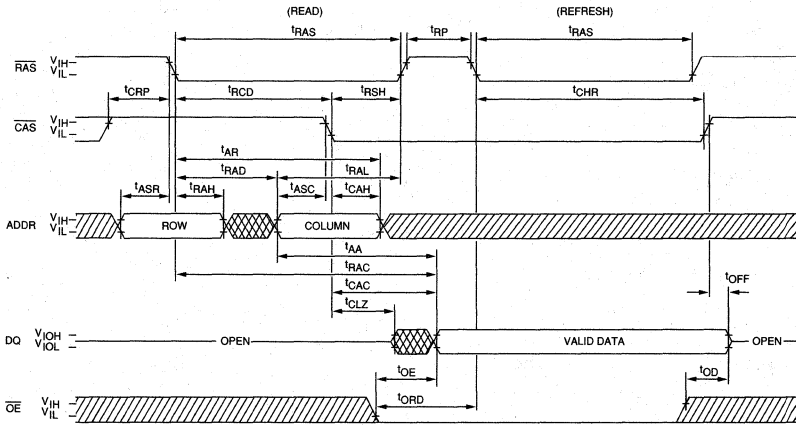 (READ) (REFRESH)
tRAS tRP tRAS
RAS VIH
VIL
tCRP tRCD tRSH tCHR
CAS VIH
VIL
tAR
tRAD tRAL
tASR tRAH tASC tCAH
ADDR VIH
VIL
ROW COLUMN
tAA
tRAC
tCAC
tCLZ tOFF
DQ VIOH
VIOL
OPEN VALID DATA OPEN
tOE tOD
tORD
OE VIH
VIL